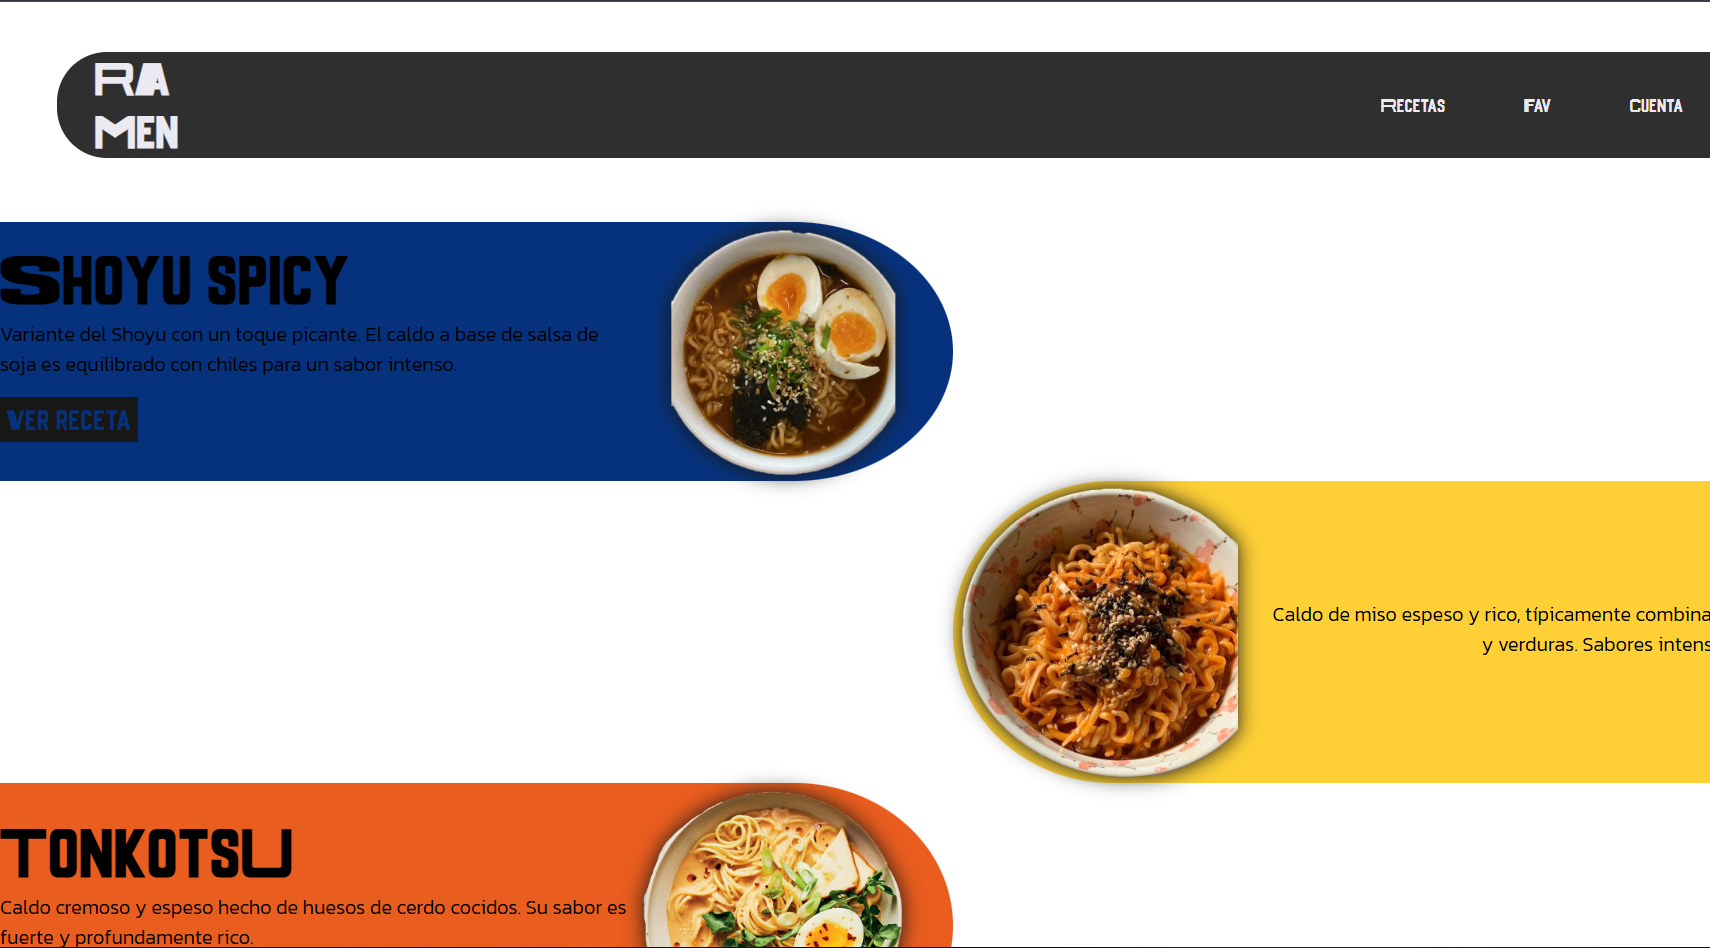 RA
MEN
Recetas
Fav
Cuenta
Shoyu spicy
Variante del Shoyu con un toque picante. El caldo a base de salsa de
soja es equilibrado con chiles para un sabor intenso.
Ver receta
Caldo de miso espeso y rico, típicamente combina
y verduras. Sabores intens
Tonkotsu
Caldo cremoso y espeso hecho de huesos de cerdo cocidos. Su sabor es
fuerte y profundamente rico.